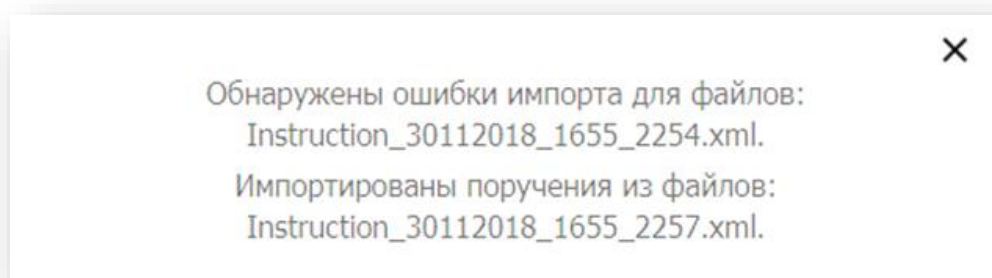 Обнаружены ошибки импорта для файлов:
Instruction_30112018_1655_2254.xml.
Импортированы поручения из файлов:
Instruction_30112018_1655_2257.xml.